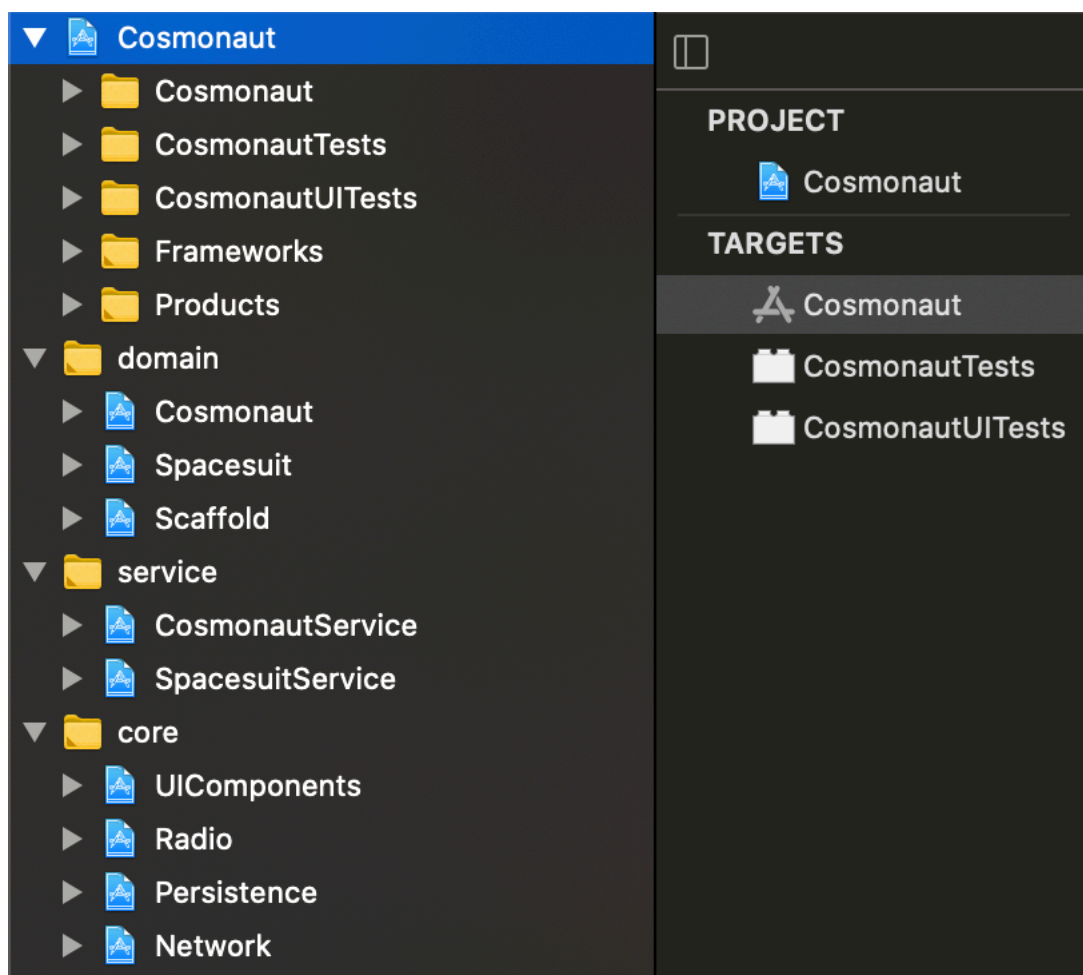 Cosmonaut
Cosmonaut
CosmonautTests
CosmonautUITests
Frameworks
Products
domain
Cosmonaut
Spacesuit
Scaffold
service
CosmonautService
SpacesuitService
core
UIComponents
Radio
Persistence
Network
PROJECT
Cosmonaut
TARGETS
Cosmonaut
CosmonautTests
CosmonautUITests